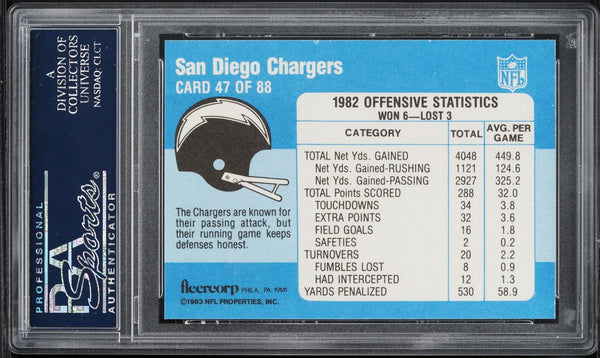 A
DIVISION OF
COLLECTORS
UNIVERSE
NASDAQ: CLCT
PROFESSIONAL
PSA
Sports®
AUTHENTICATOR
San Diego Chargers
CARD 47 OF 88
NFL
The Chargers are known for
their passing attack, but
their running game keeps
defenses honest.
fleercorp PHILA., PA. 19141
©1983 NFL PROPERTIES, INC.
1982 OFFENSIVE STATISTICS
WON 6—LOST 3
CATEGORY TOTAL AVG. PER GAME
TOTAL Net Yds. GAINED 4048 449.8
Net Yds. Gained-RUSHING 1121 124.6
Net Yds. Gained-PASSING 2927 325.2
TOTAL Points SCORED 288 32.0
TOUCHDOWNS 34 3.8
EXTRA POINTS 32 3.6
FIELD GOALS 16 1.8
SAFETIES 2 0.2
TURNOVERS 20 2.2
FUMBLES LOST 8 0.9
HAD INTERCEPTED 12 1.3
YARDS PENALIZED 530 58.9